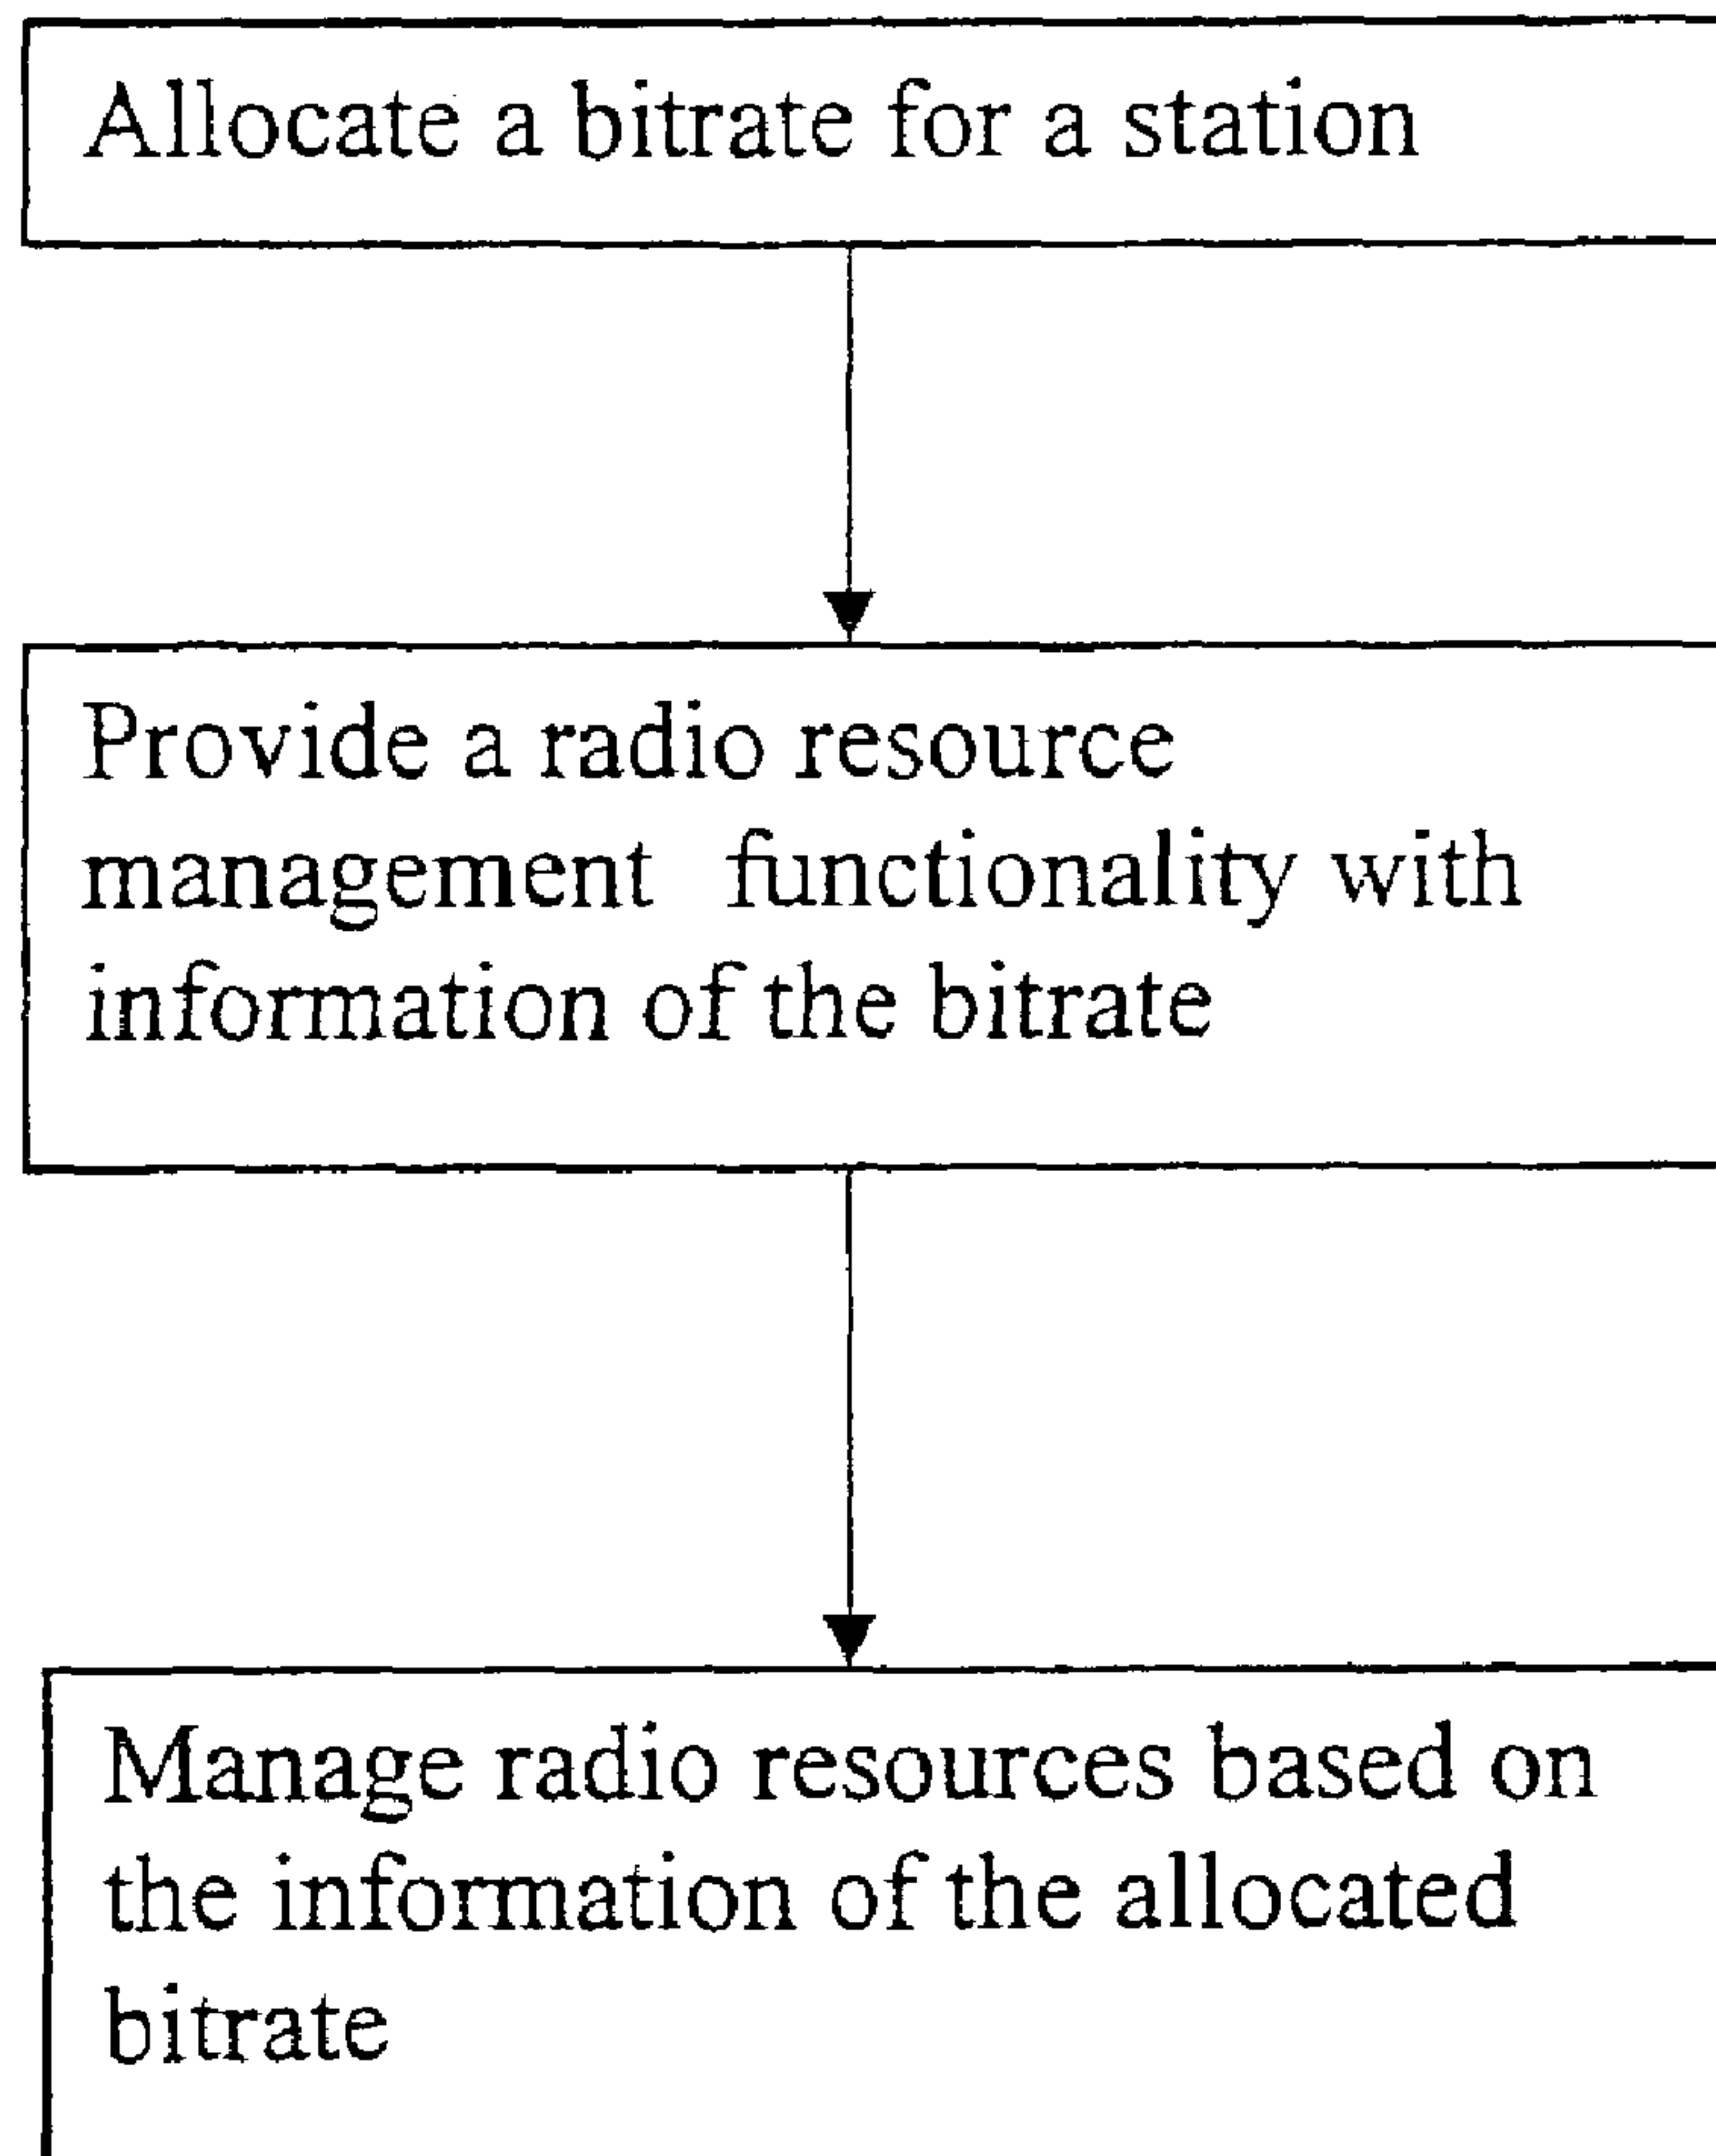 Allocate a bitrate for a station
Provide a radio resource
management functionality with
information of the bitrate
Manage radio resources based on
the information of the allocated
bitrate